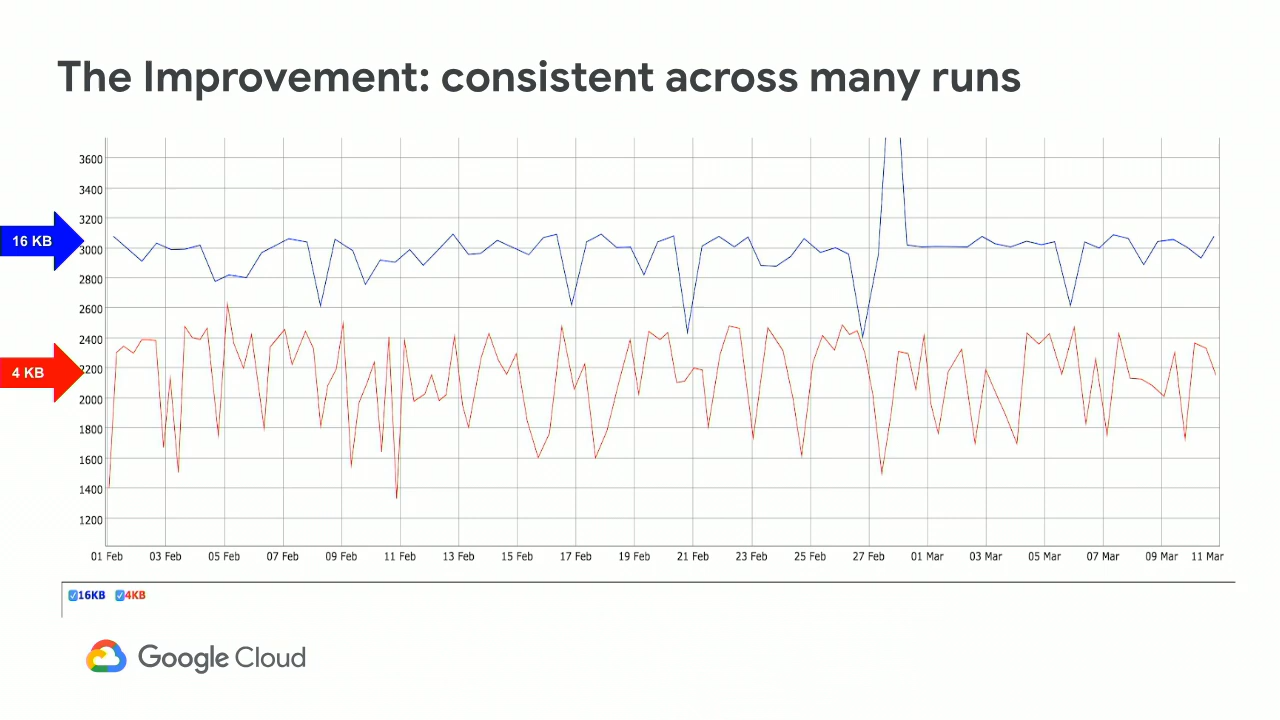 The Improvement: consistent across many runs
3600
3400
3200
16 KB
3000
2800
2600
2400
4 KB
2200
2000
1800
1600
1400
1200
01 Feb 03 Feb 05 Feb 07 Feb 09 Feb 11 Feb 13 Feb 15 Feb 17 Feb 19 Feb 21 Feb 23 Feb 25 Feb 27 Feb 01 Mar 03 Mar 05 Mar 07 Mar 09 Mar 11 Mar
16KB 4KB
Google Cloud